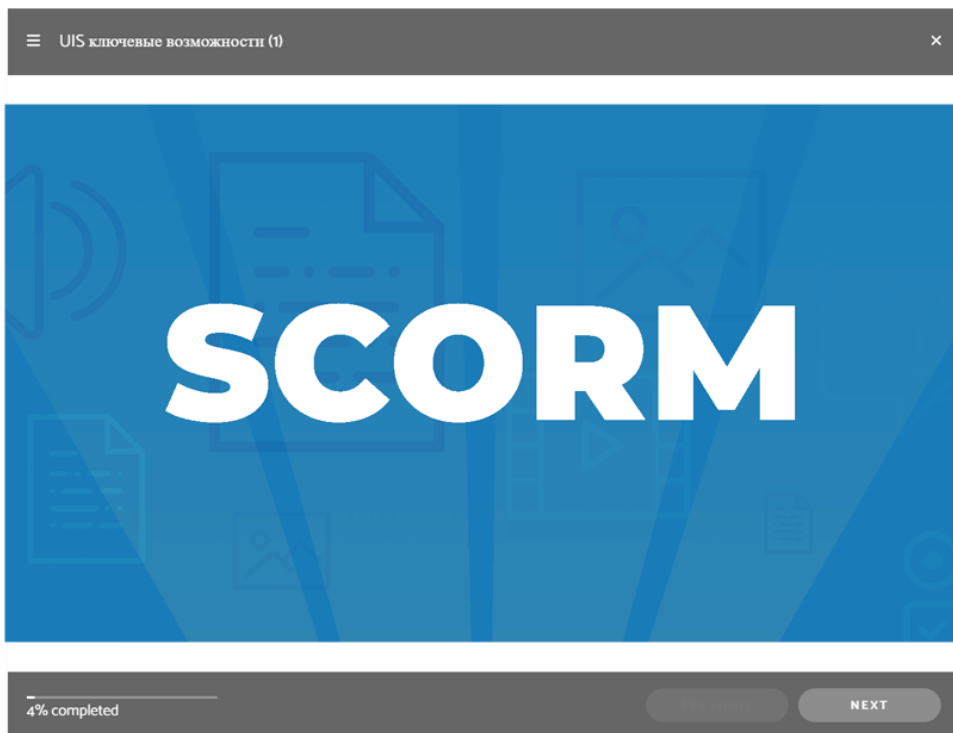 UIS ключевые возможности (1)
SCORM
4% completed
NEXT